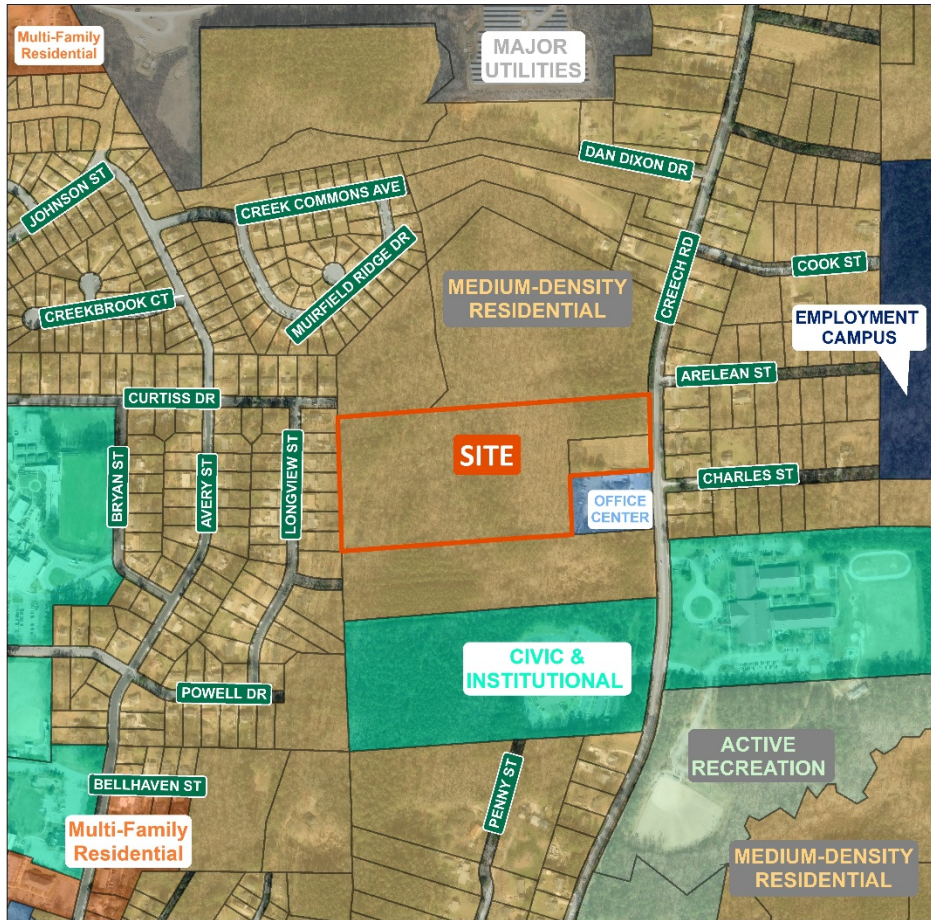 Multi-Family
Residential
MAJOR
UTILITIES
DAN DIXON DR
JOHNSON ST
CREEK COMMONS AVE
CREECH RD
COOK ST
MUIRFIELD RIDGE DR
MEDIUM-DENSITY
RESIDENTIAL
CREEKBROOK CT
EMPLOYMENT
CAMPUS
ARELEAN ST
CURTISS DR
SITE
BRYAN ST
AVERY ST
LONGVIEW ST
CHARLES ST
OFFICE
CENTER
CIVIC &
INSTITUTIONAL
POWELL DR
ACTIVE
RECREATION
PENNY ST
BELLHAVEN ST
Multi-Family
Residential
MEDIUM-DENSITY
RESIDENTIAL